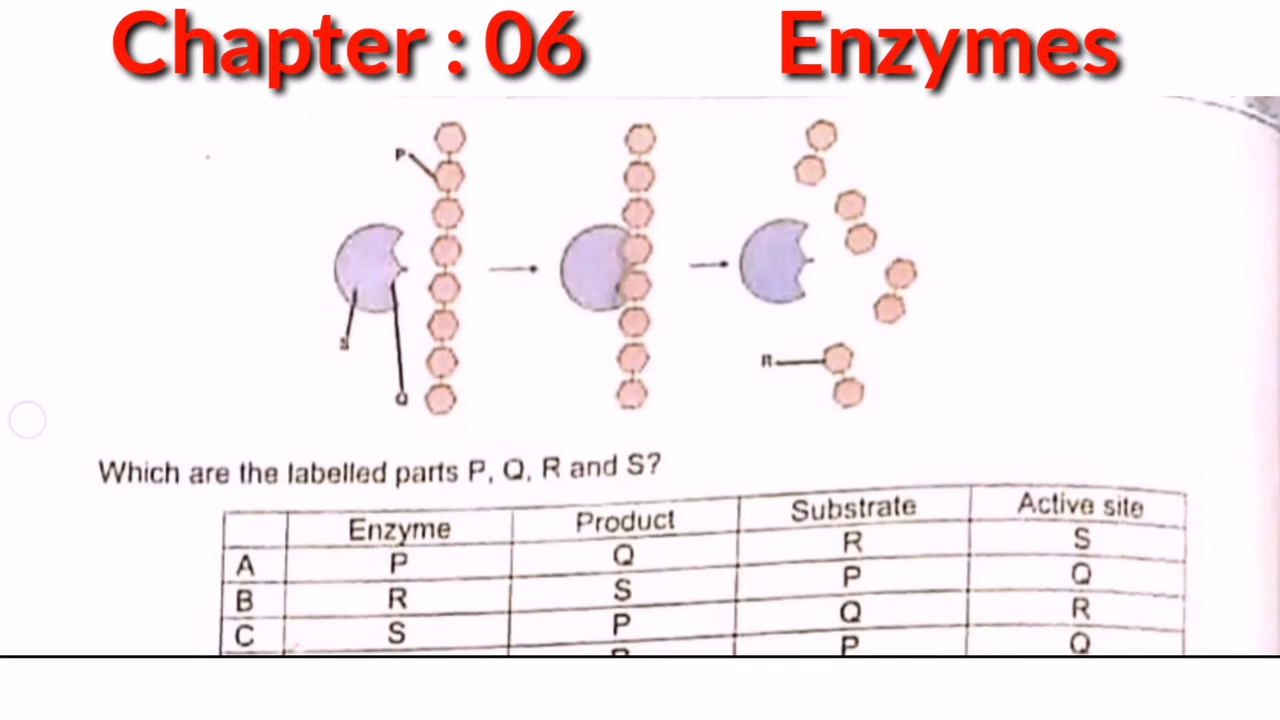 Chapter : 06 Enzymes
P
S
Q
R
Which are the labelled parts P, Q, R and S?
Enzyme Product Substrate Active site
A P Q R S
B R S P Q
C S P Q R
P Q